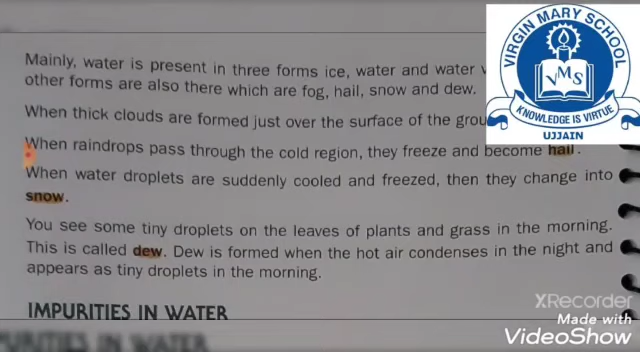 Mainly, water is present in three forms ice, water and water
other forms are also there which are fog, hail, snow and dew.
When thick clouds are formed just over the surface of the
When raindrops pass through the cold region, they freeze and become hail.
When water droplets are suddenly cooled and freezed, then they change into
snow.
You see some tiny droplets on the leaves of plants and grass in the morning.
This is called dew. Dew is formed when the hot air condenses in the night and
appears as tiny droplets in the morning.
IMPURITIES IN WATER
VIRGIN MARY SCHOOL
VMS
KNOWLEDGE IS VIRTUE
UJJAIN
XRecorder
Made with
VideoShow
IMPURITIES IN WATER